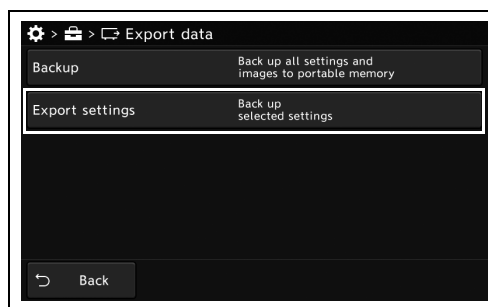 > > Export data
Backup
Back up all settings and
images to portable memory
Export settings
Back up
selected settings
Back